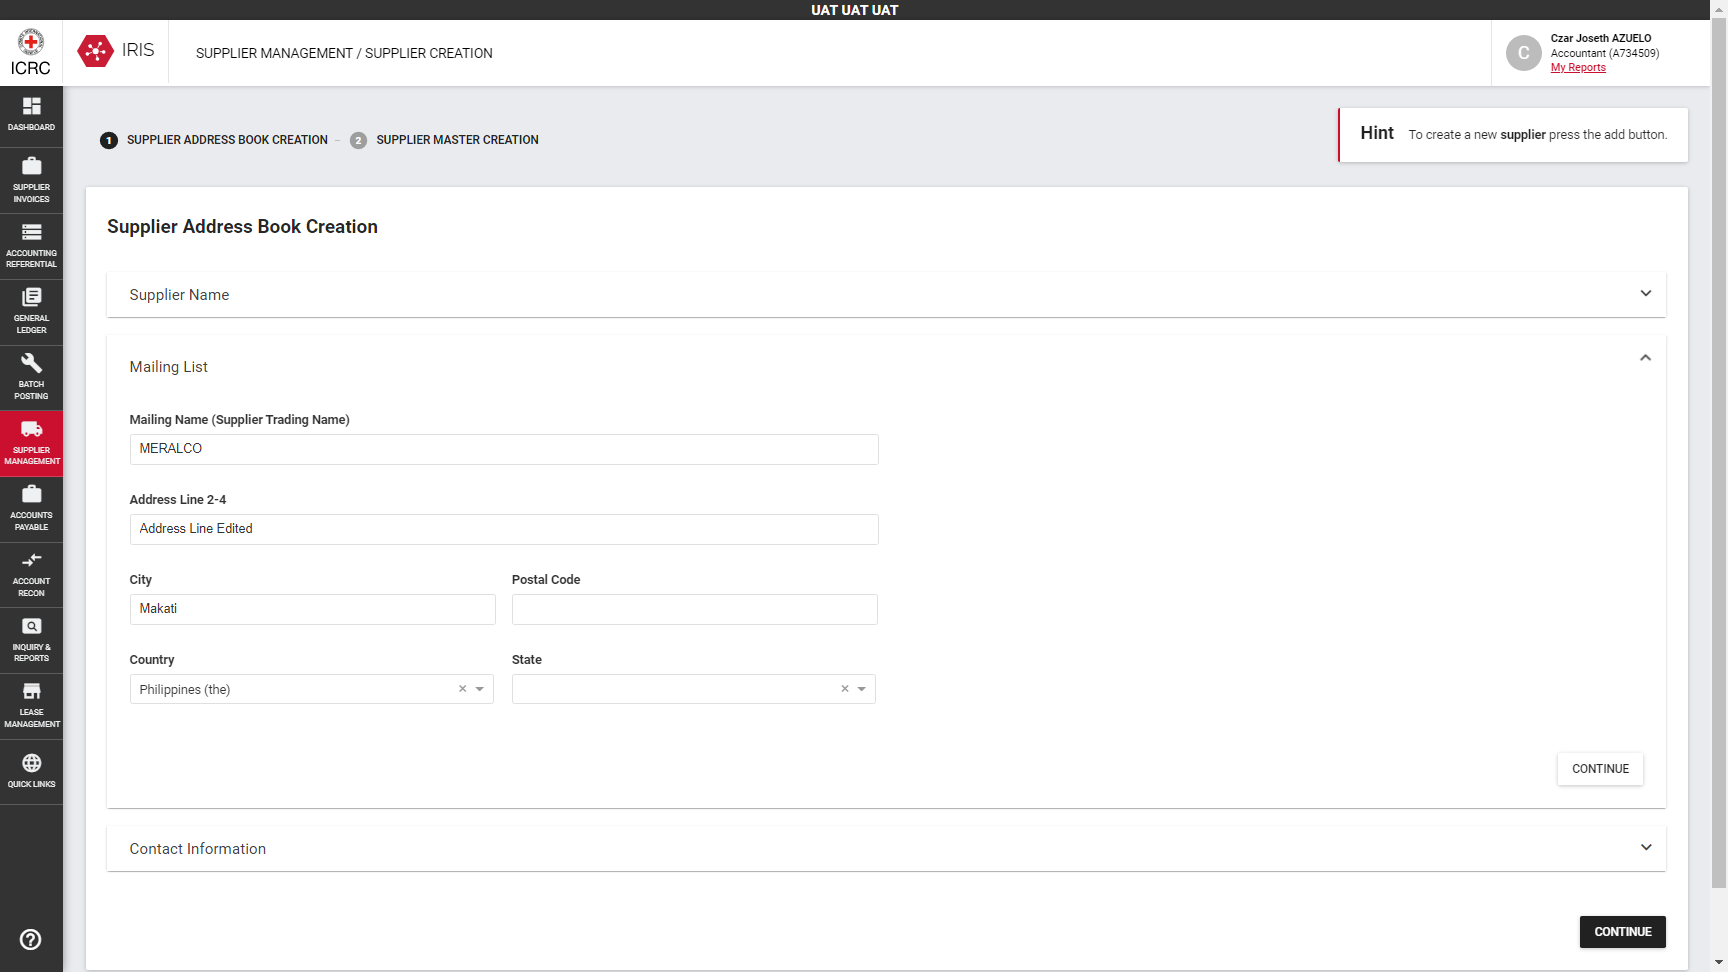 UAT UAT UAT
ICRC
IRIS
SUPPLIER MANAGEMENT / SUPPLIER CREATION
C
Czar Joseth AZUELO
Accountant (A734509)
My Reports
DASHBOARD
SUPPLIER
INVOICES
ACCOUNTING
REFERENTIAL
GENERAL
LEDGER
BATCH
POSTING
SUPPLIER
MANAGEMENT
ACCOUNTS
PAYABLE
ACCOUNT
RECON
INQUIRY &
REPORTS
LEASE
MANAGEMENT
QUICK LINKS
1 SUPPLIER ADDRESS BOOK CREATION – 2 SUPPLIER MASTER CREATION
Hint To create a new supplier press the add button.
Supplier Address Book Creation
Supplier Name
Mailing List
Mailing Name (Supplier Trading Name)
MERALCO
Address Line 2-4
Address Line Edited
City Postal Code
Makati
Country State
Philippines (the)
CONTINUE
Contact Information
CONTINUE